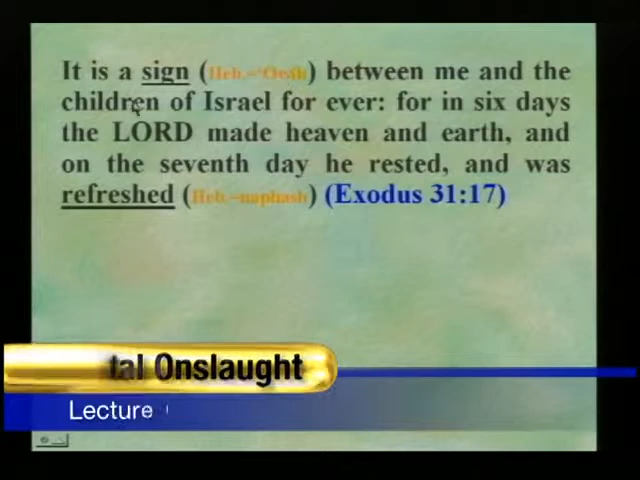 It is a sign (Heb.=‘Oeth) between me and the
children of Israel for ever: for in six days
the LORD made heaven and earth, and
on the seventh day he rested, and was
refreshed (Heb.=naphash) (Exodus 31:17)
tal Onslaught
Lecture